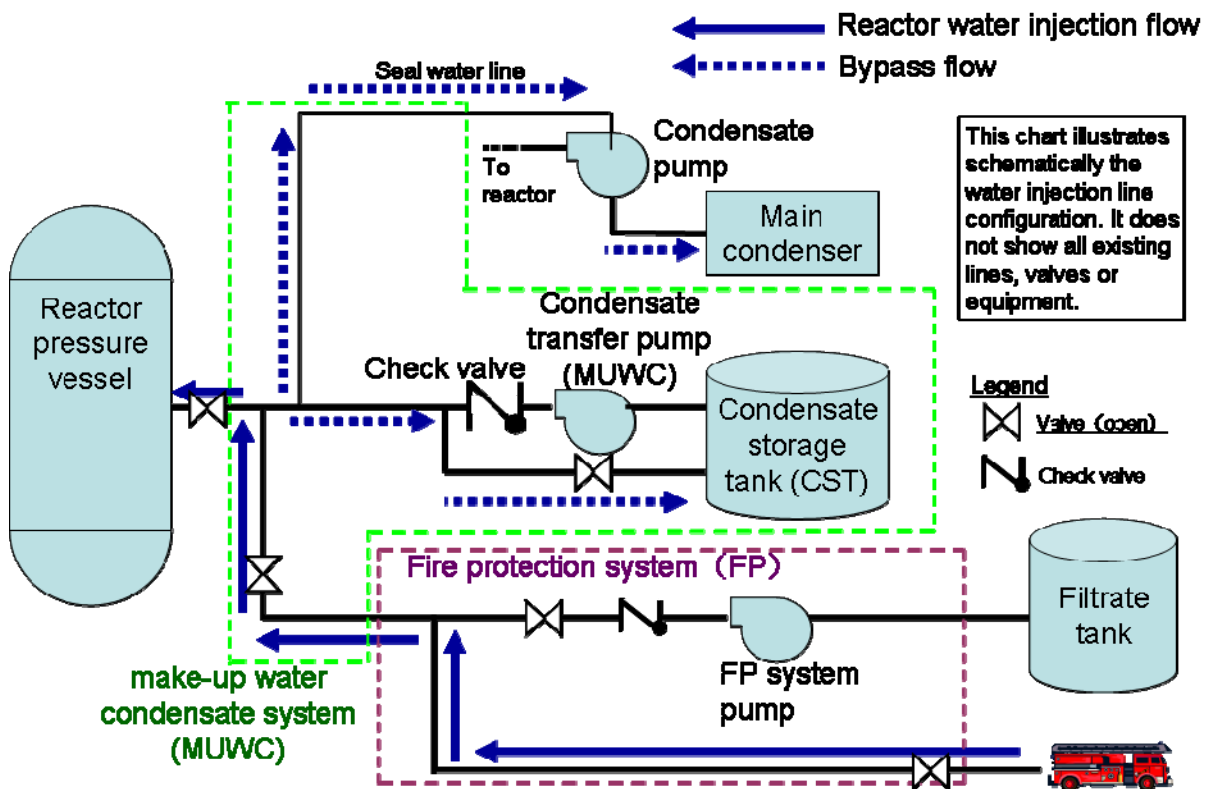 Reactor water injection flow
Bypass flow
Seal water line
Condensate
pump
To
reactor
Main
condenser
This chart illustrates
schematically the
water injection line
configuration. It does
not show all existing
lines, valves or
equipment.
Reactor
pressure
vessel
Condensate
transfer pump
(MUWC)
Check valve
Condensate
storage
tank (CST)
Legend
Valve (open)
Check valve
Fire protection system (FP)
Filtrate
tank
FP system
pump
make-up water
condensate system
(MUWC)